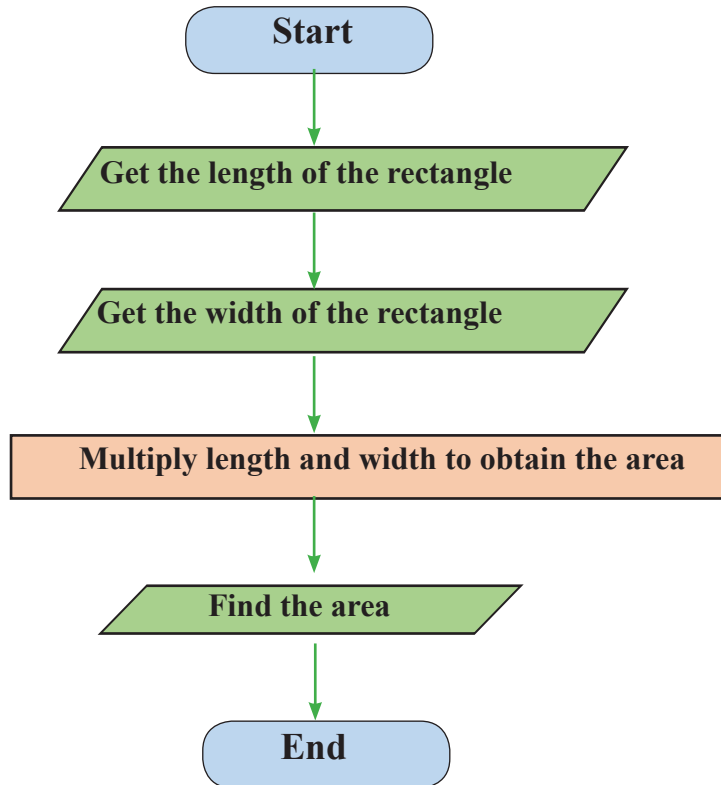 Start
Get the length of the rectangle
Get the width of the rectangle
Multiply length and width to obtain the area
Find the area
End